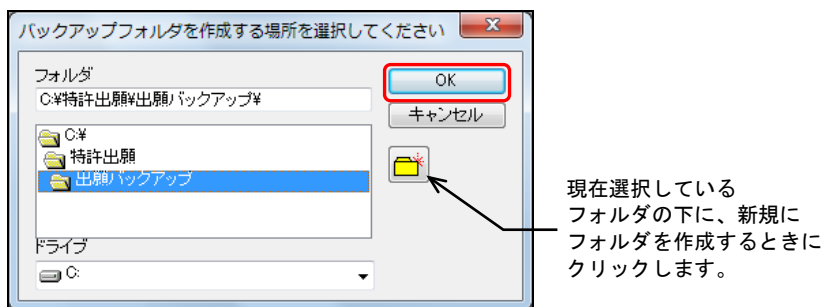 バックアップフォルダを作成する場所を選択してください
フォルダ
C:¥特許出願¥出願バックアップ¥
OK
キャンセル
C:¥
特許出願
出願バックアップ
現在選択している
フォルダの下に、新規に
フォルダを作成するときに
クリックします。
ドライブ
C: